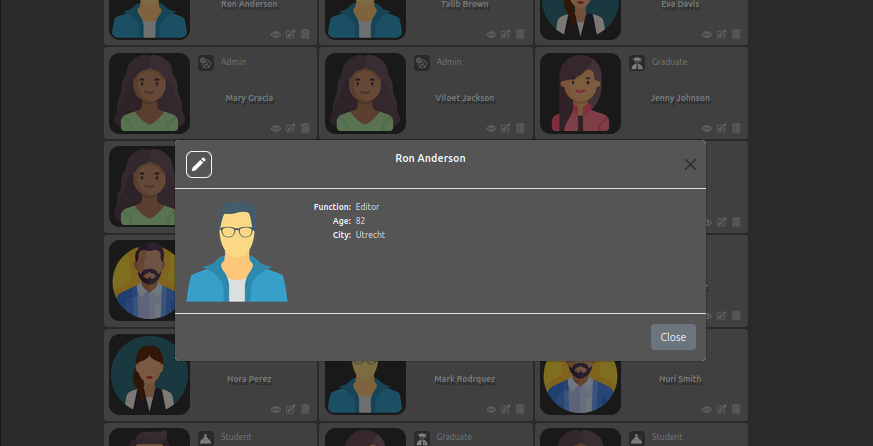 Ron Anderson
Talib Brown
Eva Davis
Admin
Mary Gracia
Admin
Viloet Jackson
Graduate
Jenny Johnson
Ron Anderson
Function: Editor
Age: 82
City: Utrecht
Close
Nora Perez
Mark Rodrquez
Nuri Smith
Student
Graduate
Student